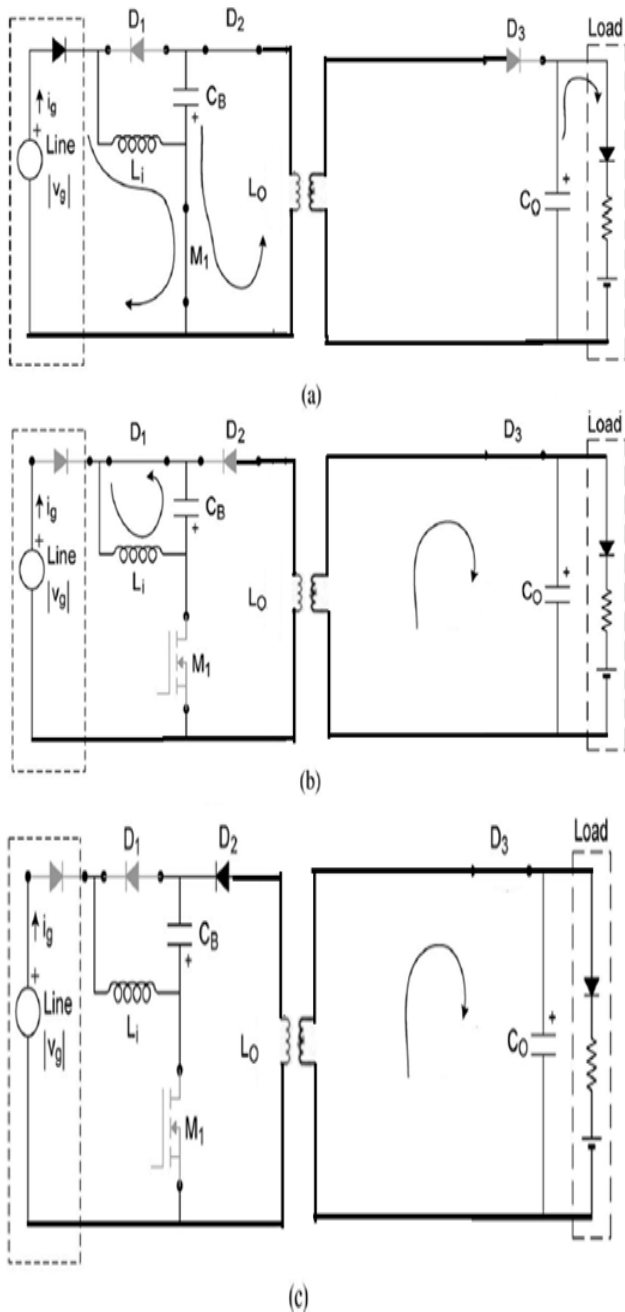 D1 D2 D3 Load
ig
+
Line
|vg|
CB
+
Li
LO
M1
CO
+
(a)
D1 D2 D3 Load
ig
+
Line
|vg|
CB
+
Li
LO
M1
CO
+
(b)
D1 D2 D3 Load
ig
+
Line
|vg|
CB
+
Li
LO
M1
CO
+
(c)